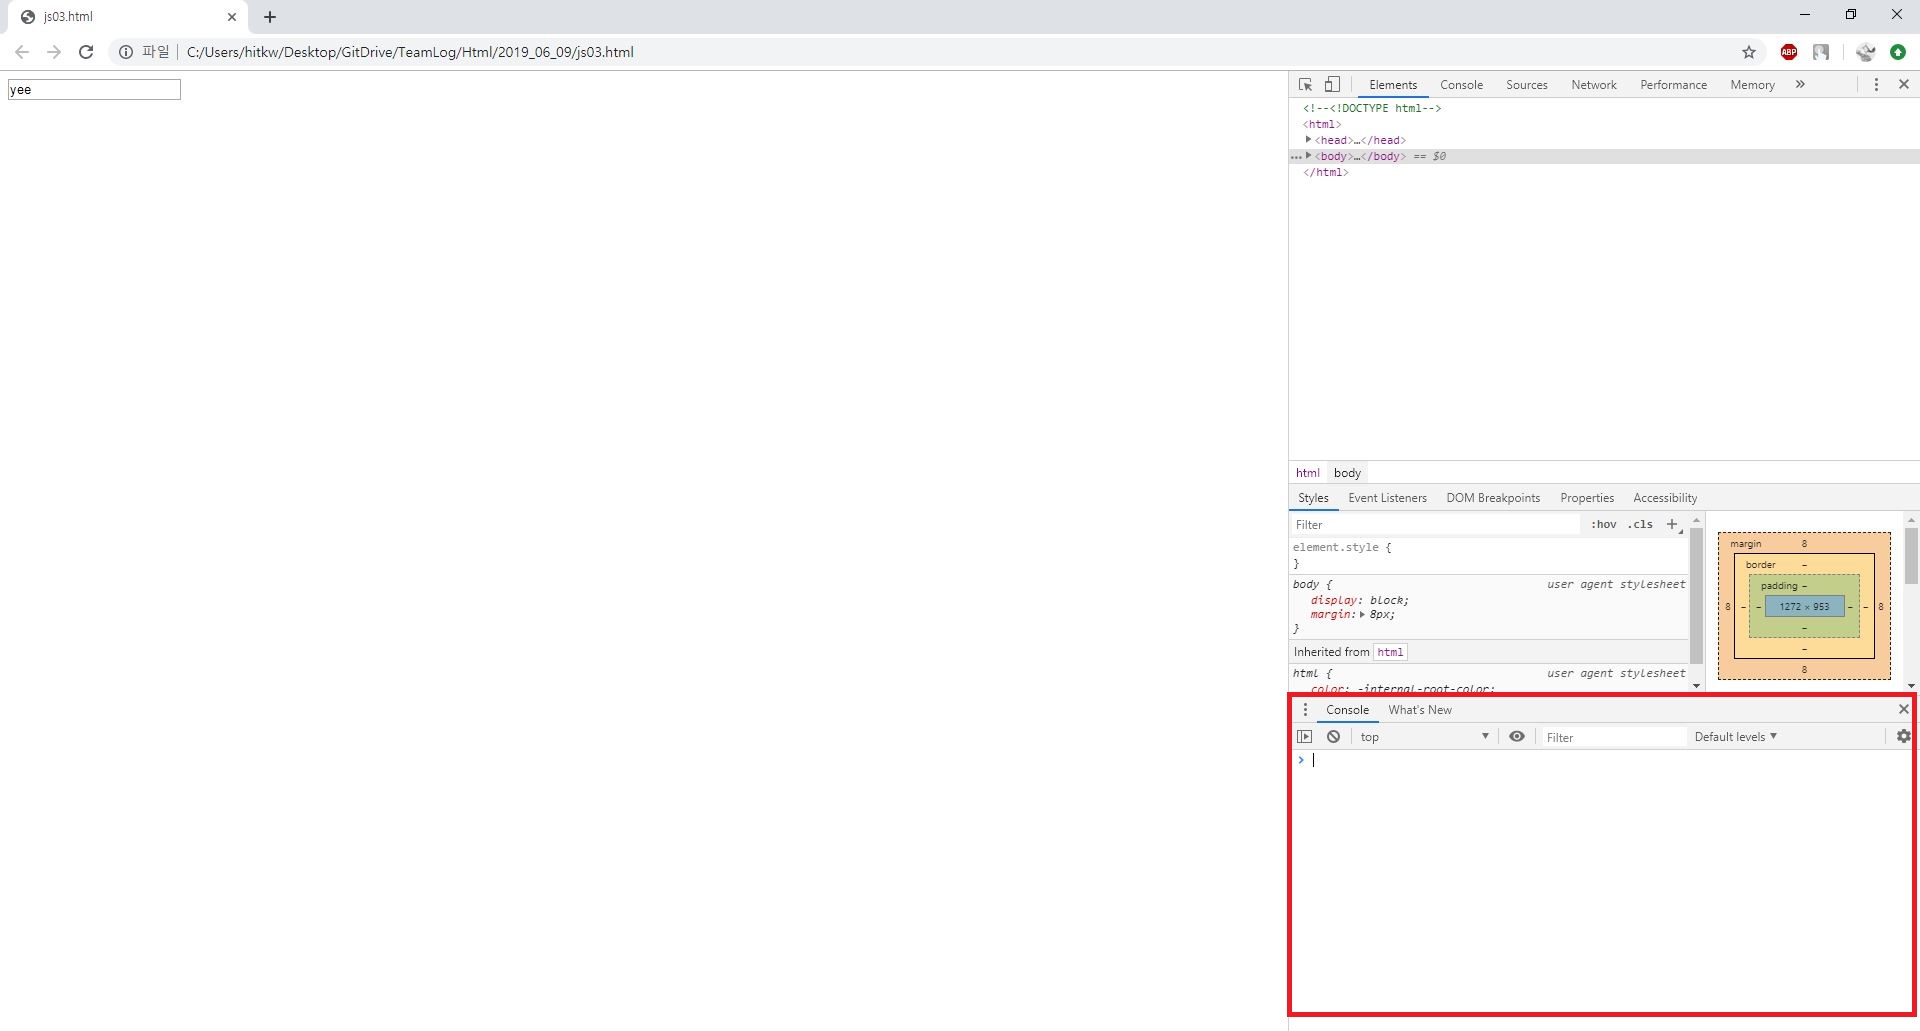 js03.html
파일 C:/Users/hitkw/Desktop/GitDrive/TeamLog/Html/2019_06_09/js03.html
ABP
yee
Elements Console Sources Network Performance Memory »
<!--<!DOCTYPE html-->
<html>
<head>…</head>
<body>…</body> == $0
</html>
html body
Styles Event Listeners DOM Breakpoints Properties Accessibility
Filter :hov .cls +
element.style {
}
body { user agent stylesheet
display: block;
margin: 8px;
}
Inherited from html
html { user agent stylesheet
color: -internal-root-color;
margin 8
border –
padding –
8 – – 1272 × 953 – – 8
–
–
8
Console What's New
top Filter Default levels
>